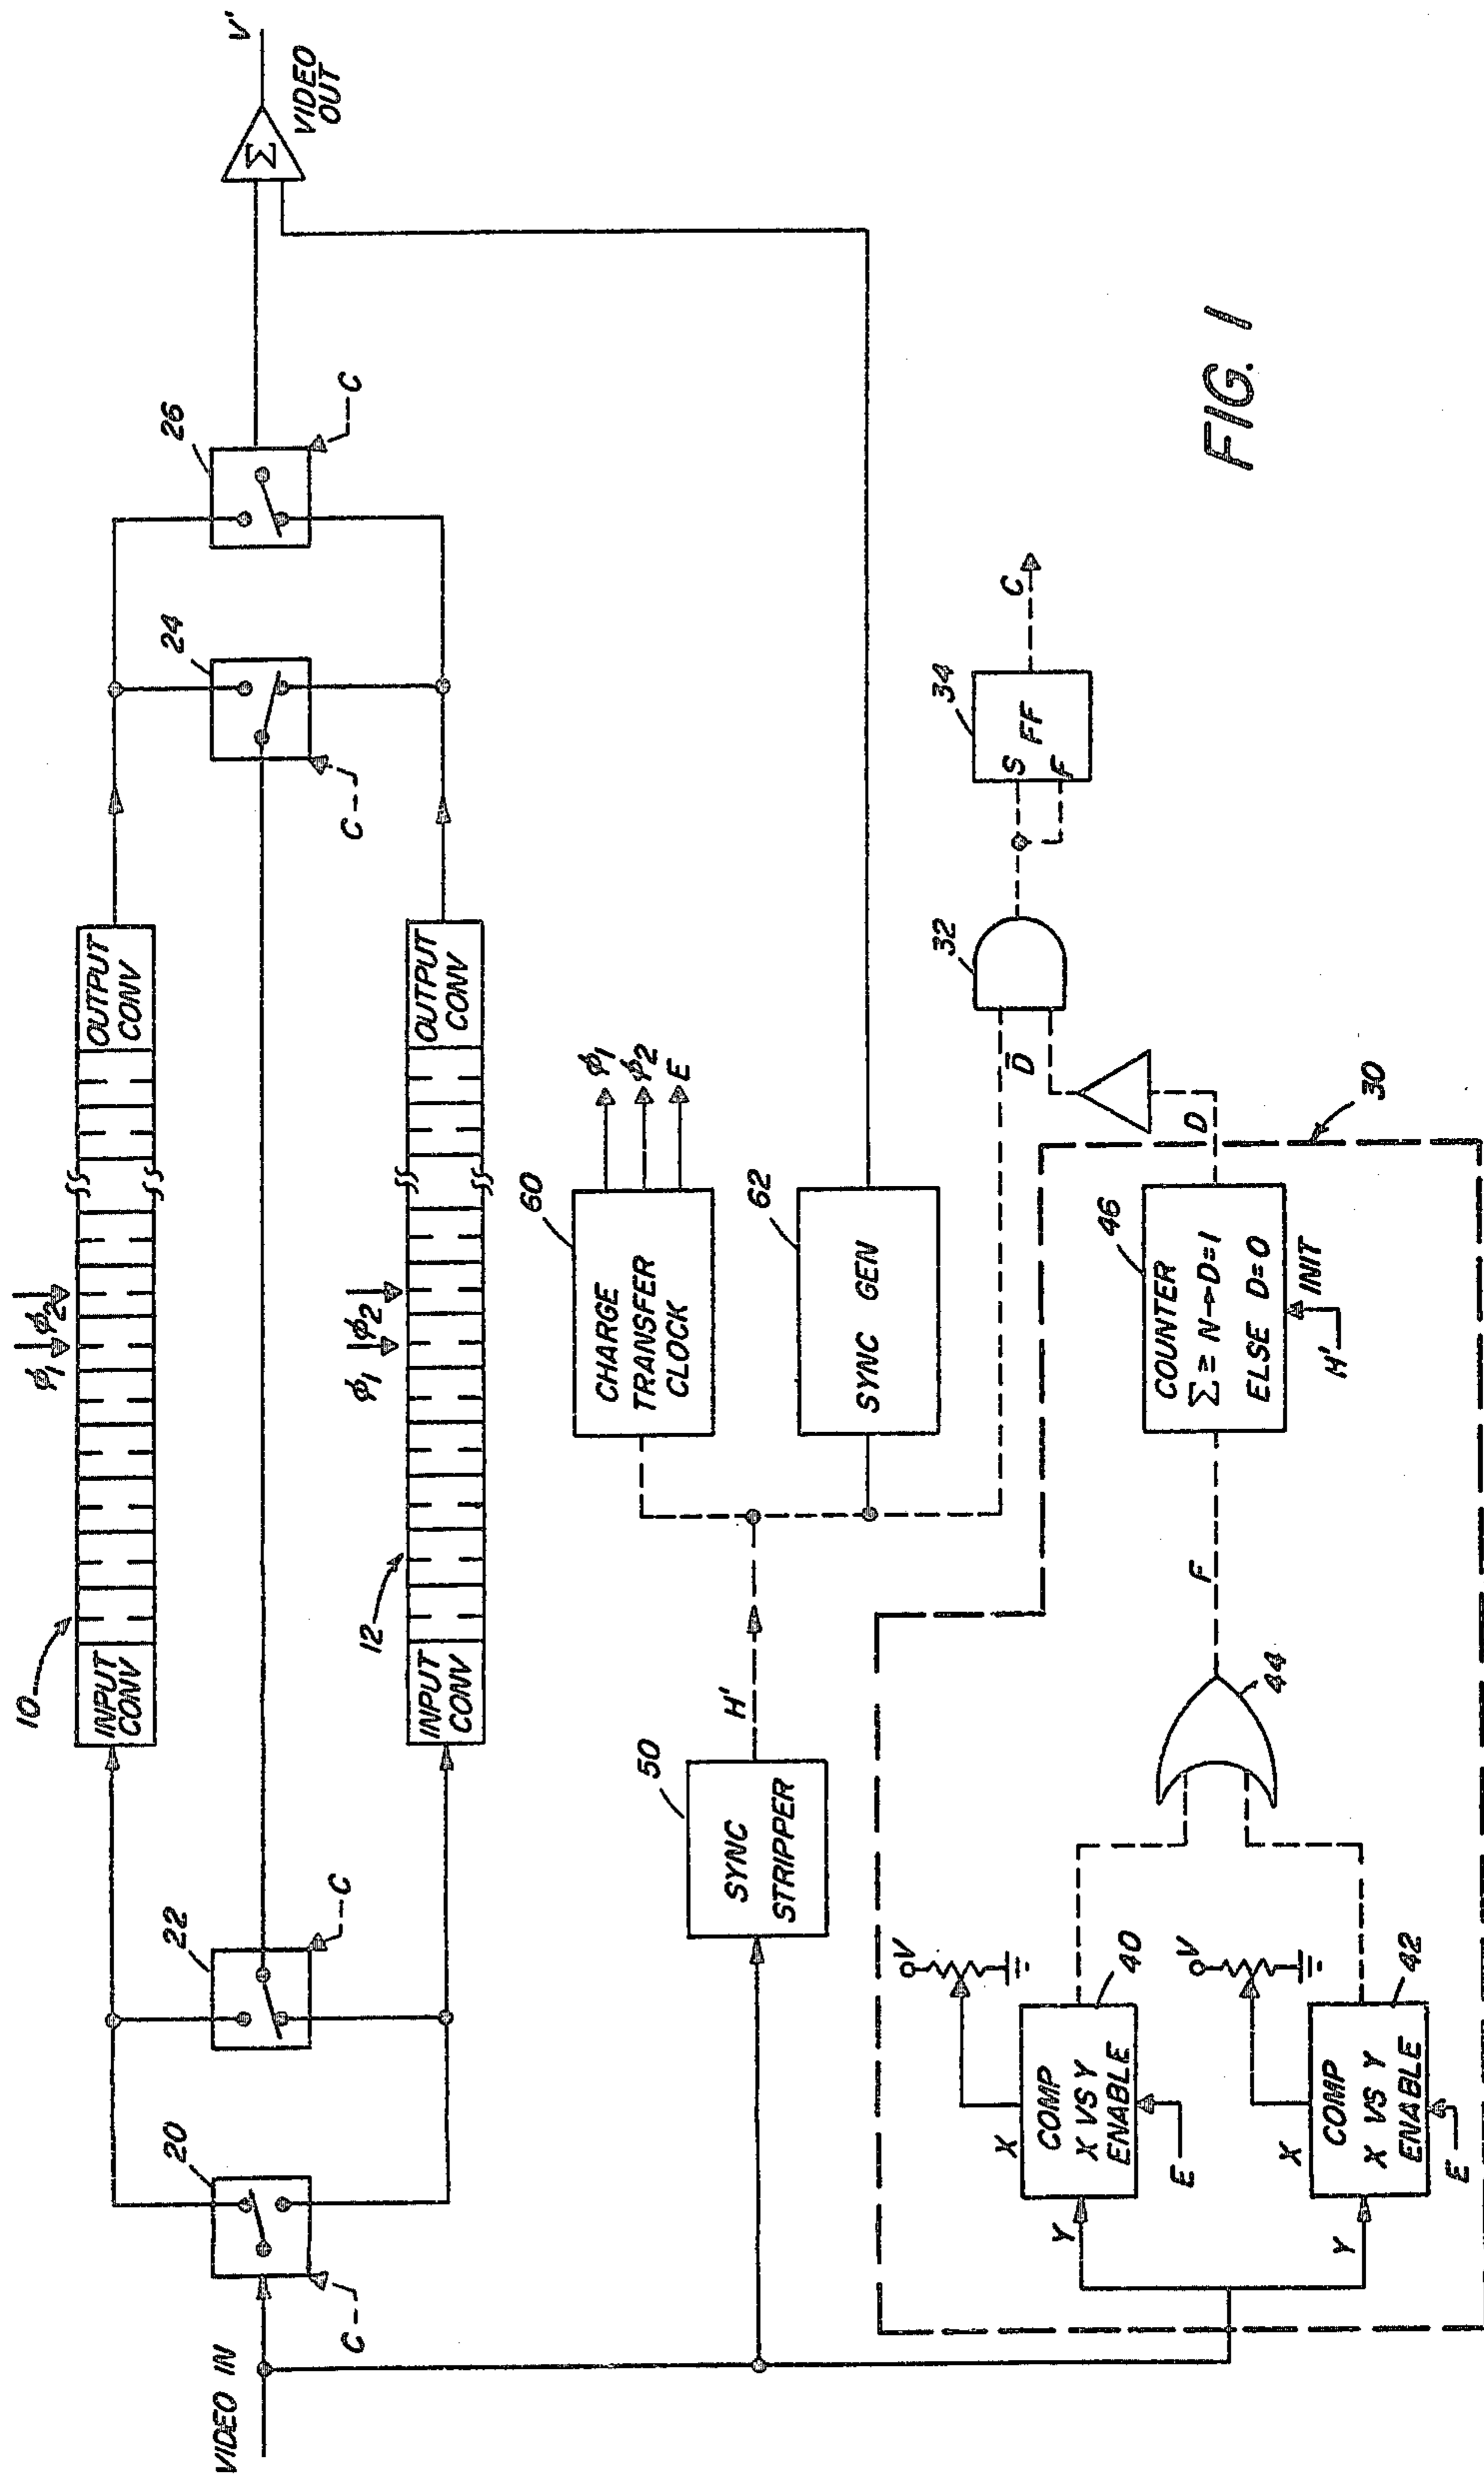 10
INPUT
CONV
φ1
φ2
OUTPUT
CONV
VIDEO IN
20
C
22
C
24
C
26
C
Σ
V'
VIDEO
OUT
12
INPUT
CONV
φ1
φ2
OUTPUT
CONV
50
SYNC
STRIPPER
H'
60
CHARGE
TRANSFER
CLOCK
φ1
φ2
E
62
SYNC GEN
32
D̄
34
S
FF
F
C
D
30
V
X
COMP
X VS Y
ENABLE
40
Y
E
V
X
COMP
X VS Y
ENABLE
42
Y
E
44
F
46
COUNTER
Σ ≥ N→D=1
ELSE D=0
INIT
H'
FIG. 1